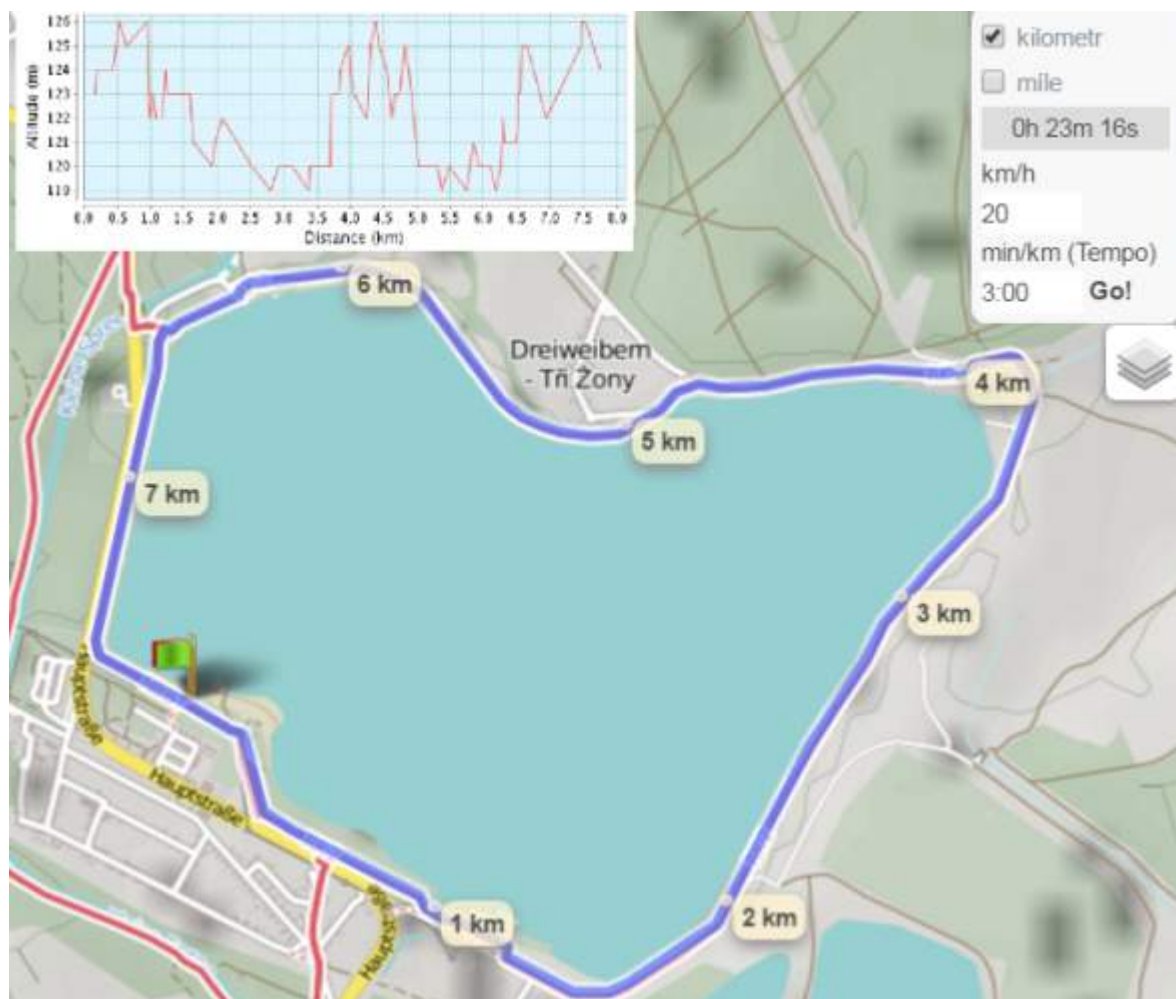 126
125
124
123
122
121
120
119
Altitude (m)
0.0 0.5 1.0 1.5 2.0 2.5 3.0 3.5 4.0 4.5 5.0 5.5 6.0 6.5 7.0 7.5 8.0
Distance (km)
kilometr
mile
0h 23m 16s
km/h
20
min/km (Tempo)
3:00 Go!
6 km
Dreiweibern
- Tři Žony
4 km
5 km
7 km
3 km
Hauptstraße
Hauptstraße
1 km
2 km